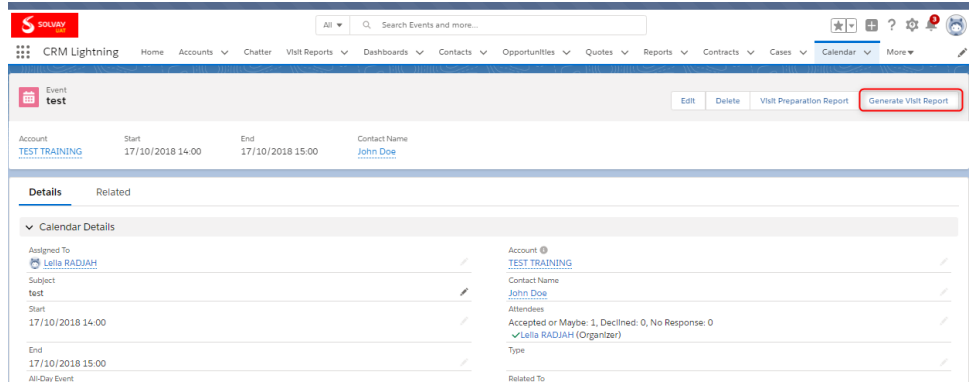 SOLVAY
UAT
All
Search Events and more...
CRM Lightning Home Accounts Chatter Visit Reports Dashboards Contacts Opportunities Quotes Reports Contracts Cases Calendar More
Event
test
Edit Delete Visit Preparation Report Generate Visit Report
Account Start End Contact Name
TEST TRAINING 17/10/2018 14:00 17/10/2018 15:00 John Doe
Details Related
Calendar Details
Assigned To Account
Lella RADJAH TEST TRAINING
Subject Contact Name
test John Doe
Start Attendees
17/10/2018 14:00 Accepted or Maybe: 1, Declined: 0, No Response: 0
Lella RADJAH (Organizer)
End Type
17/10/2018 15:00
All-Day Event Related To